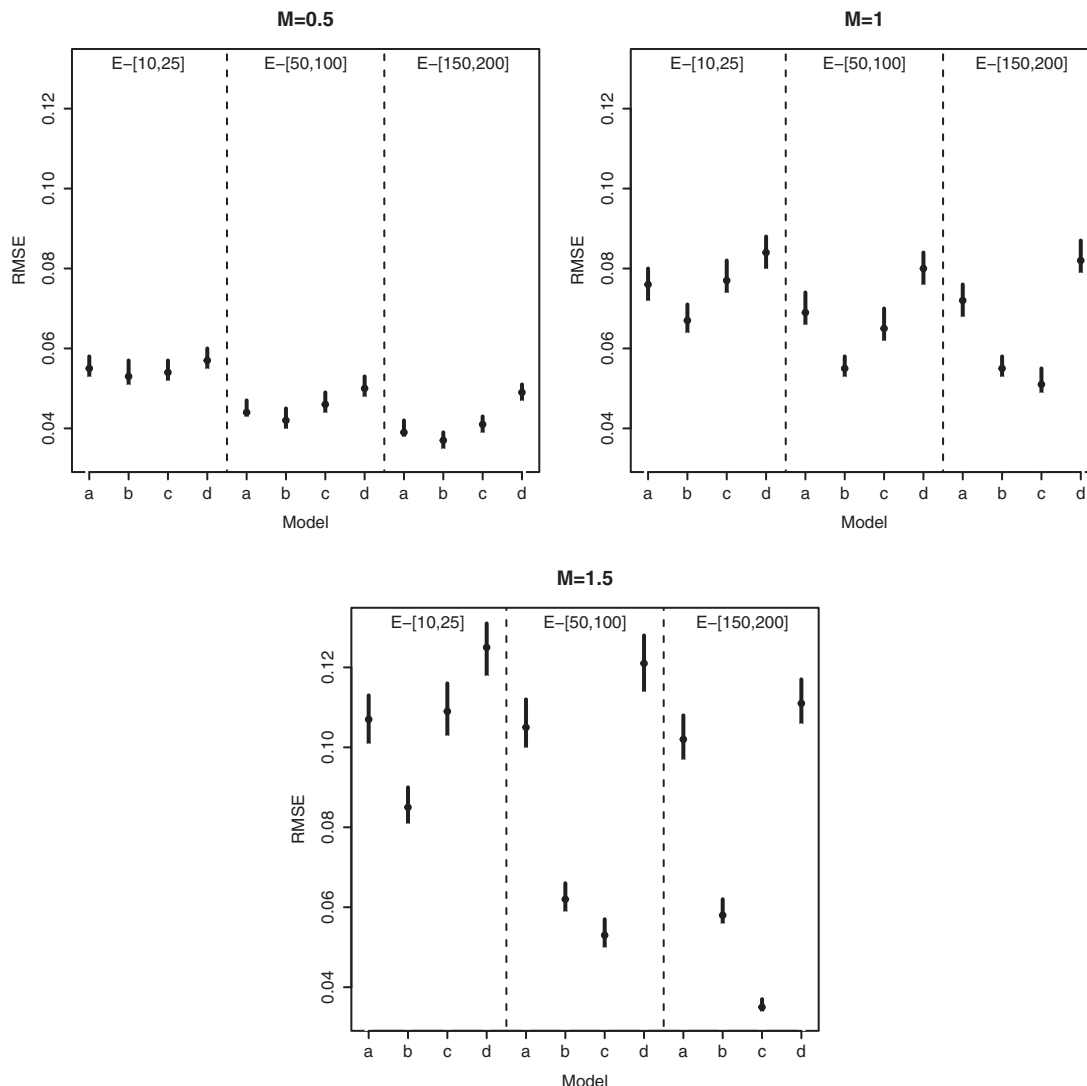 M=0.5
E−[10,25] E−[50,100] E−[150,200]
0.12
0.10
0.08
0.06
0.04
RMSE
a b c d a b c d a b c d
Model
M=1
E−[10,25] E−[50,100] E−[150,200]
0.12
0.10
0.08
0.06
0.04
RMSE
a b c d a b c d a b c d
Model
M=1.5
E−[10,25] E−[50,100] E−[150,200]
0.12
0.10
0.08
0.06
0.04
RMSE
a b c d a b c d a b c d
Model